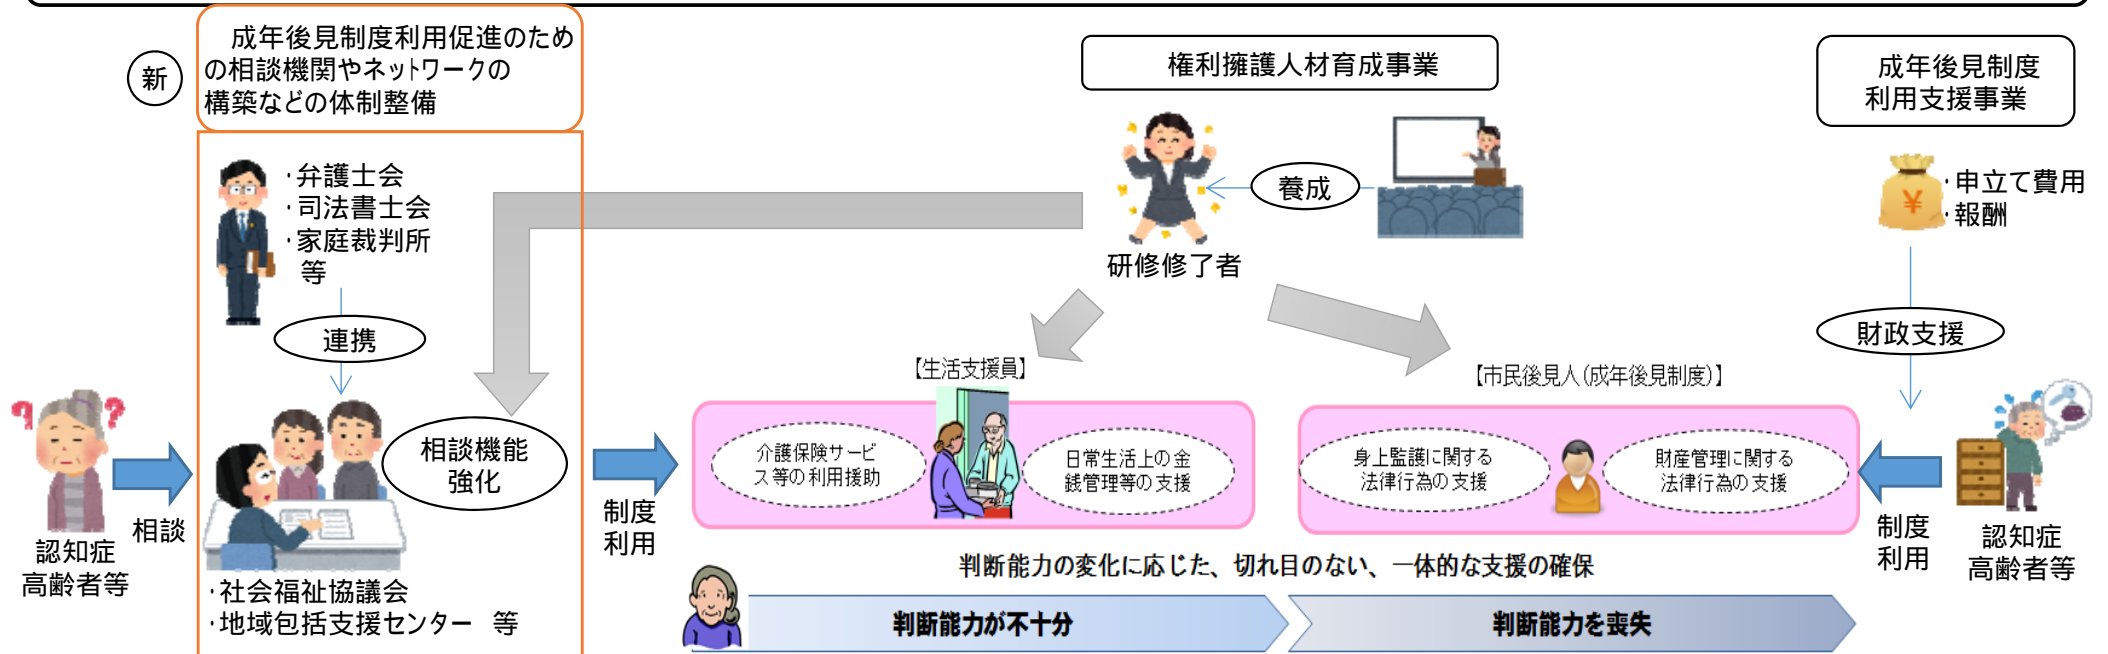 新
成年後見制度利用促進のため
の相談機関やネットワークの
構築などの体制整備
権利擁護人材育成事業
成年後見制度
利用支援事業
・弁護士会
・司法書士会
・家庭裁判所
等
養成
研修修了者
・申立て費用
・報酬
連携
財政支援
【生活支援員】
【市民後見人(成年後見制度)】
相談機能
強化
介護保険サービ
ス等の利用援助
日常生活上の金
銭管理等の支援
身上監護に関する
法律行為の支援
財産管理に関する
法律行為の支援
相談
認知症
高齢者等
制度
利用
制度
利用
認知症
高齢者等
・社会福祉協議会
・地域包括支援センター 等
判断能力の変化に応じた、切れ目のない、一体的な支援の確保
判断能力が不十分
判断能力を喪失
¥